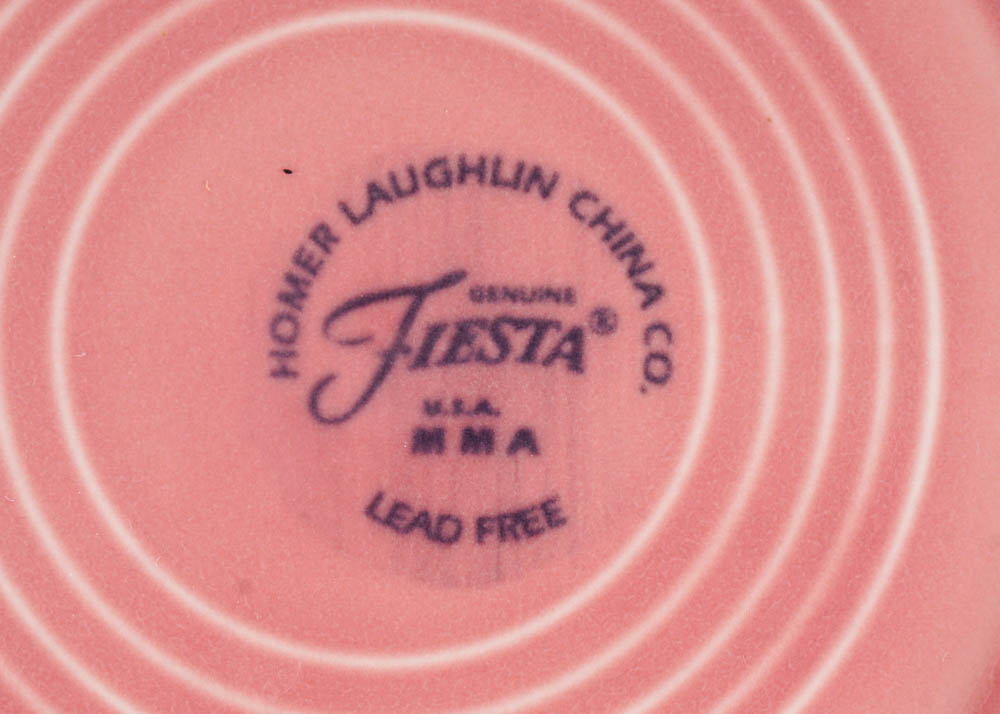 HOMER LAUGHLIN CHINA CO.
GENUINE
FIESTA®
U.S.A.
MMA
LEAD FREE